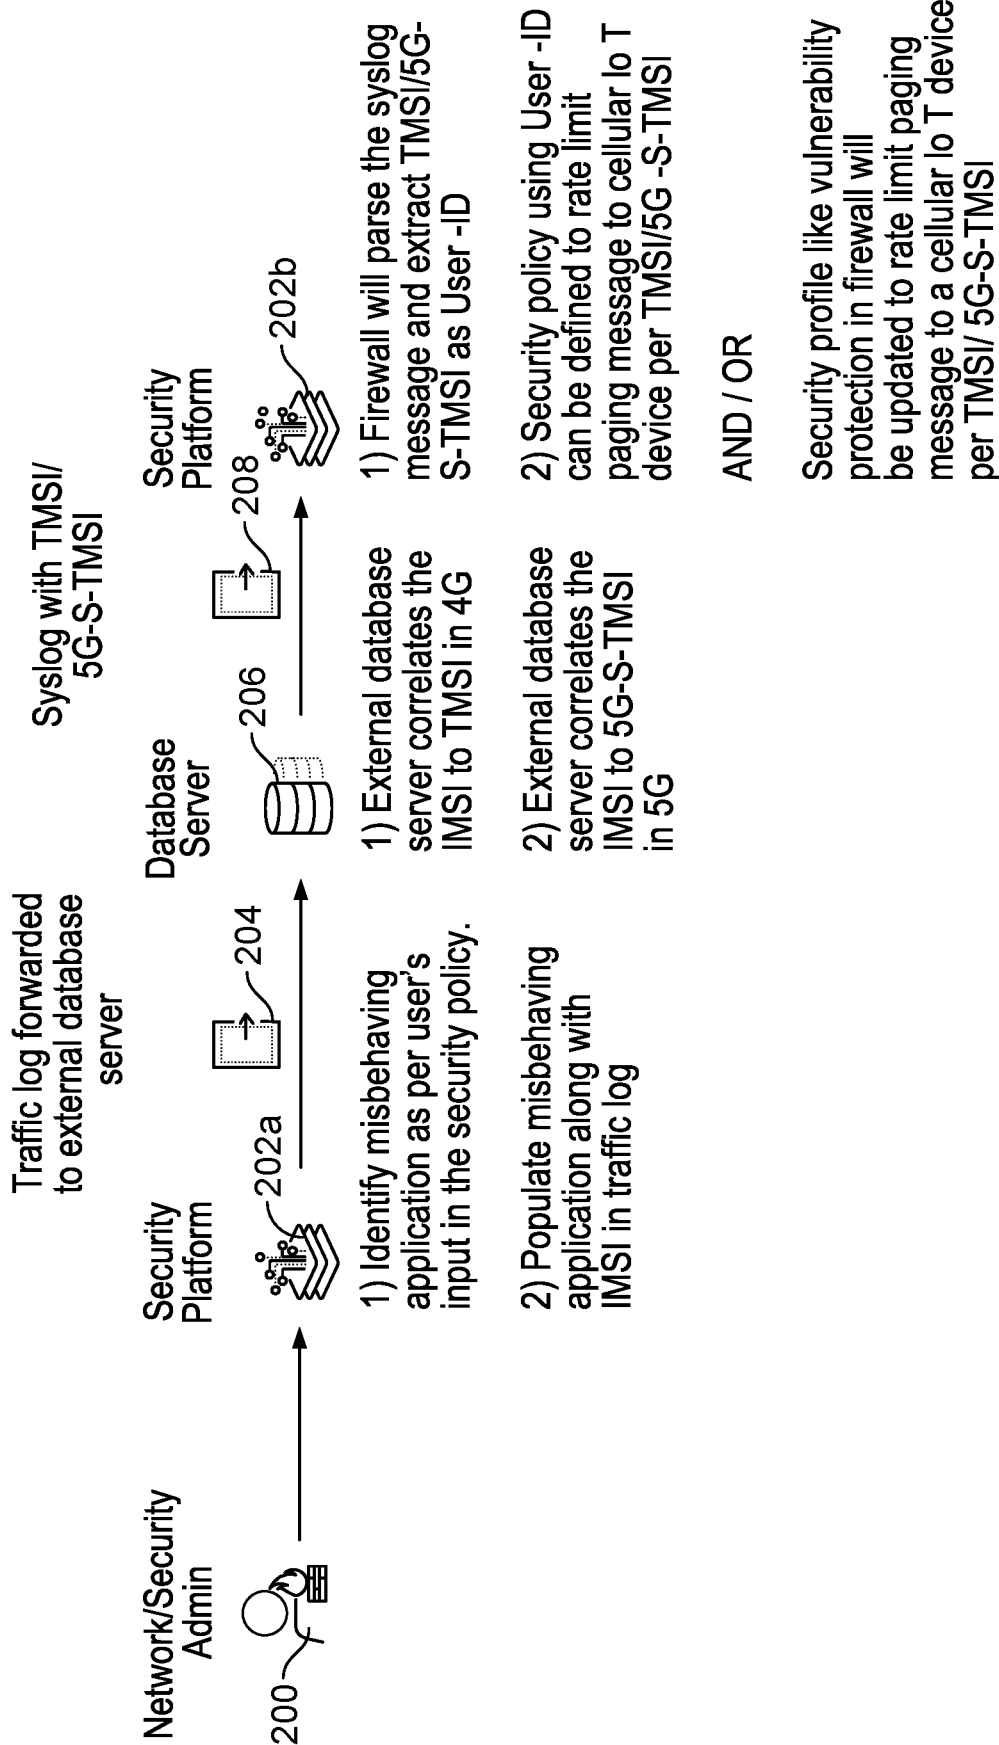 Network/Security
Admin
200
Security
Platform
202a
1) Identify misbehaving
application as per user's
input in the security policy.
2) Populate misbehaving
application along with
IMSI in traffic log
Traffic log forwarded
to external database
server
204
Database
Server
206
1) External database
server correlates the
IMSI to TMSI in 4G
2) External database
server correlates the
IMSI to 5G-S-TMSI
in 5G
Syslog with TMSI/
5G-S-TMSI
208
Security
Platform
202b
1) Firewall will parse the syslog
message and extract TMSI/5G-
S-TMSI as User -ID
2) Security policy using User -ID
can be defined to rate limit
paging message to cellular Io T
device per TMSI/5G -S-TMSI
AND / OR
Security profile like vulnerability
protection in firewall will
be updated to rate limit paging
message to a cellular Io T device
per TMSI/ 5G-S-TMSI